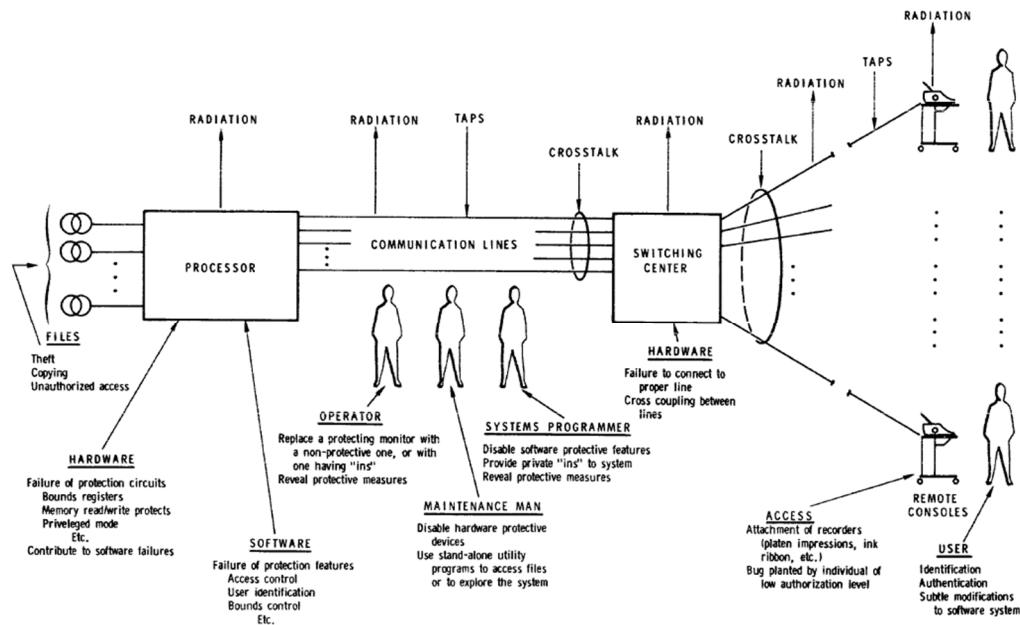 RADIATION
TAPS
RADIATION
RADIATION
RADIATION
TAPS
RADIATION
CROSSTALK
CROSSTALK
PROCESSOR
COMMUNICATION LINES
SWITCHING
CENTER
FILES
Theft
Copying
Unauthorized access
HARDWARE
Failure of protection circuits
Bounds registers
Memory read/write protects
Priveleged mode
Etc.
Contribute to software failures
SOFTWARE
Failure of protection features
Access control
User identification
Bounds control
Etc.
OPERATOR
Replace a protecting monitor with
a non-protective one, or with
one having "ins"
Reveal protective measures
MAINTENANCE MAN
Disable hardware protective
devices
Use stand-alone utility
programs to access files
or to explore the system
SYSTEMS PROGRAMMER
Disable software protective features
Provide private "ins" to system
Reveal protective measures
HARDWARE
Failure to connect to
proper line
Cross coupling between
lines
ACCESS
Attachment of recorders
(platen impressions, ink
ribbon, etc.)
Bug planted by individual of
low authorization level
REMOTE
CONSOLES
USER
Identification
Authentication
Subtle modifications
to software system